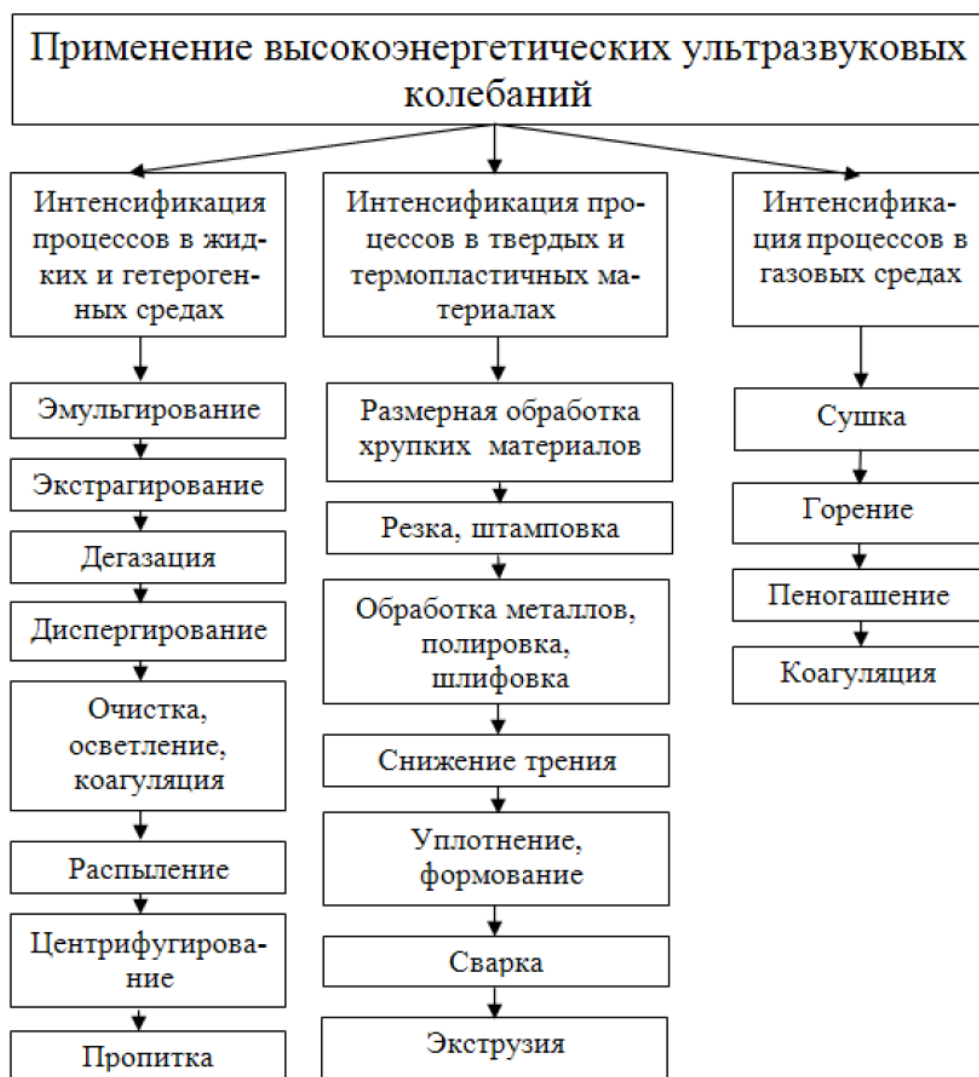 Применение высокоэнергетических ультразвуковых
колебаний
Интенсификация
процессов в жид-
ких и гетероген-
ных средах
Эмульгирование
Экстрагирование
Дегазация
Диспергирование
Очистка,
осветление,
коагуляция
Распыление
Центрифугирова-
ние
Пропитка
Интенсификация про-
цессов в твердых и
термопластичных ма-
териалах
Размерная обработка
хрупких материалов
Резка, штамповка
Обработка металлов,
полировка,
шлифовка
Снижение трения
Уплотнение,
формование
Сварка
Экструзия
Интенсифика-
ция процессов в
газовых средах
Сушка
Горение
Пеногашение
Коагуляция